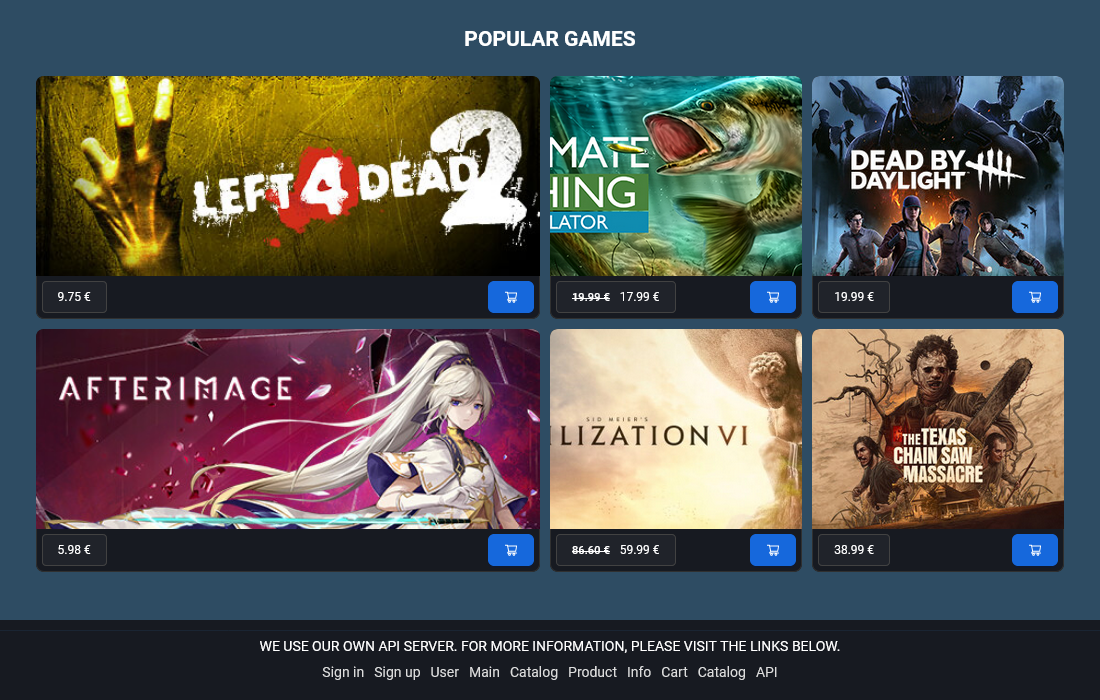 POPULAR GAMES
LEFT 4 DEAD 2
MATE
HING
LATOR
DEAD BY
DAYLIGHT
9.75 €
19.99 € 17.99 €
19.99 €
AFTERIMAGE
SID MEIER'S
LIZATION VI
THE TEXAS
CHAIN SAW
MASSACRE
5.98 €
86.60 € 59.99 €
38.99 €
WE USE OUR OWN API SERVER. FOR MORE INFORMATION, PLEASE VISIT THE LINKS BELOW.
Sign in Sign up User Main Catalog Product Info Cart Catalog API